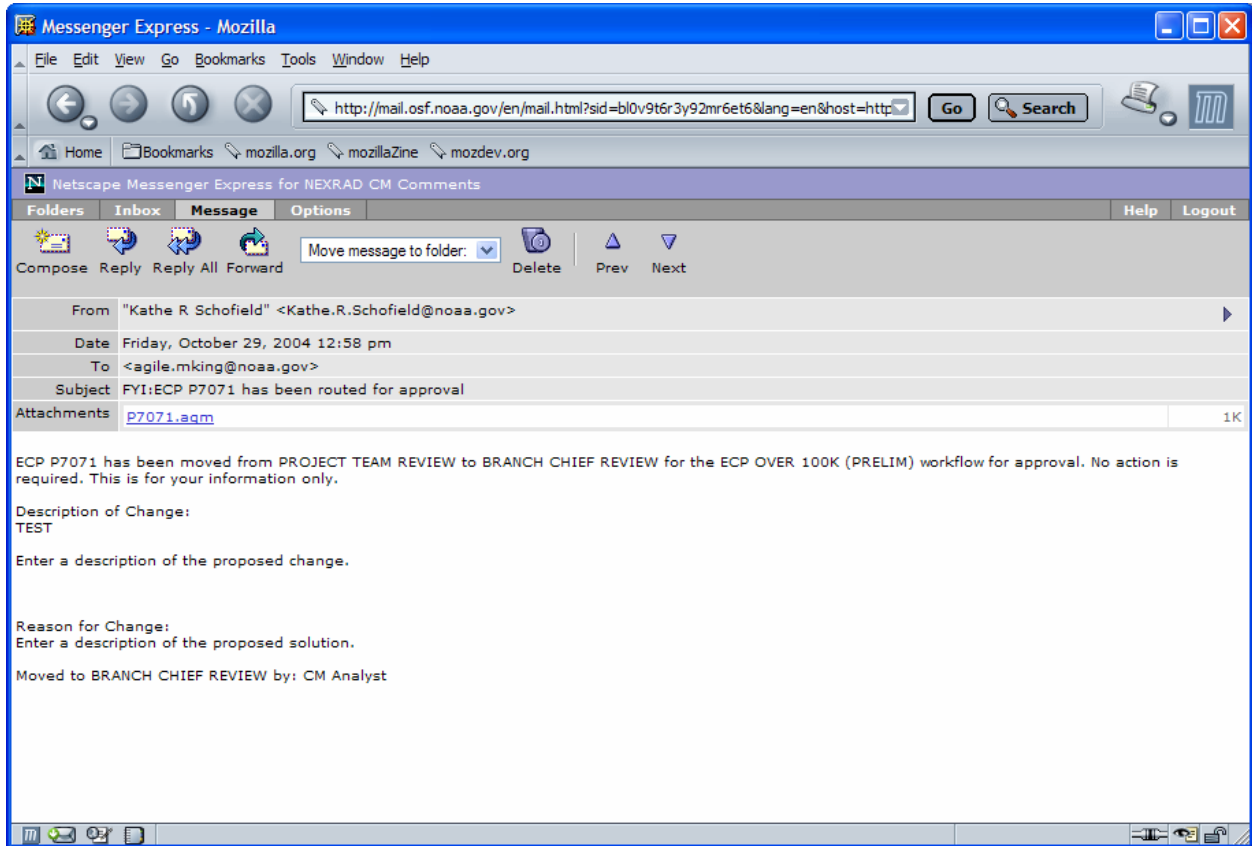 Messenger Express - Mozilla
File Edit View Go Bookmarks Tools Window Help
http://mail.osf.noaa.gov/en/mail.html?sid=bl0v9t6r3y92mr6et6&lang=en&host=http Go Search
Home Bookmarks mozilla.org mozillaZine mozdev.org
N Netscape Messenger Express for NEXRAD CM Comments
Folders Inbox Message Options Help Logout
Move message to folder:
Compose Reply Reply All Forward Delete Prev Next
From "Kathe R Schofield" <Kathe.R.Schofield@noaa.gov>
Date Friday, October 29, 2004 12:58 pm
To <agile.mking@noaa.gov>
Subject FYI:ECP P7071 has been routed for approval
Attachments P7071.aqm 1K
ECP P7071 has been moved from PROJECT TEAM REVIEW to BRANCH CHIEF REVIEW for the ECP OVER 100K (PRELIM) workflow for approval. No action is
required. This is for your information only.
Description of Change:
TEST
Enter a description of the proposed change.
Reason for Change:
Enter a description of the proposed solution.
Moved to BRANCH CHIEF REVIEW by: CM Analyst